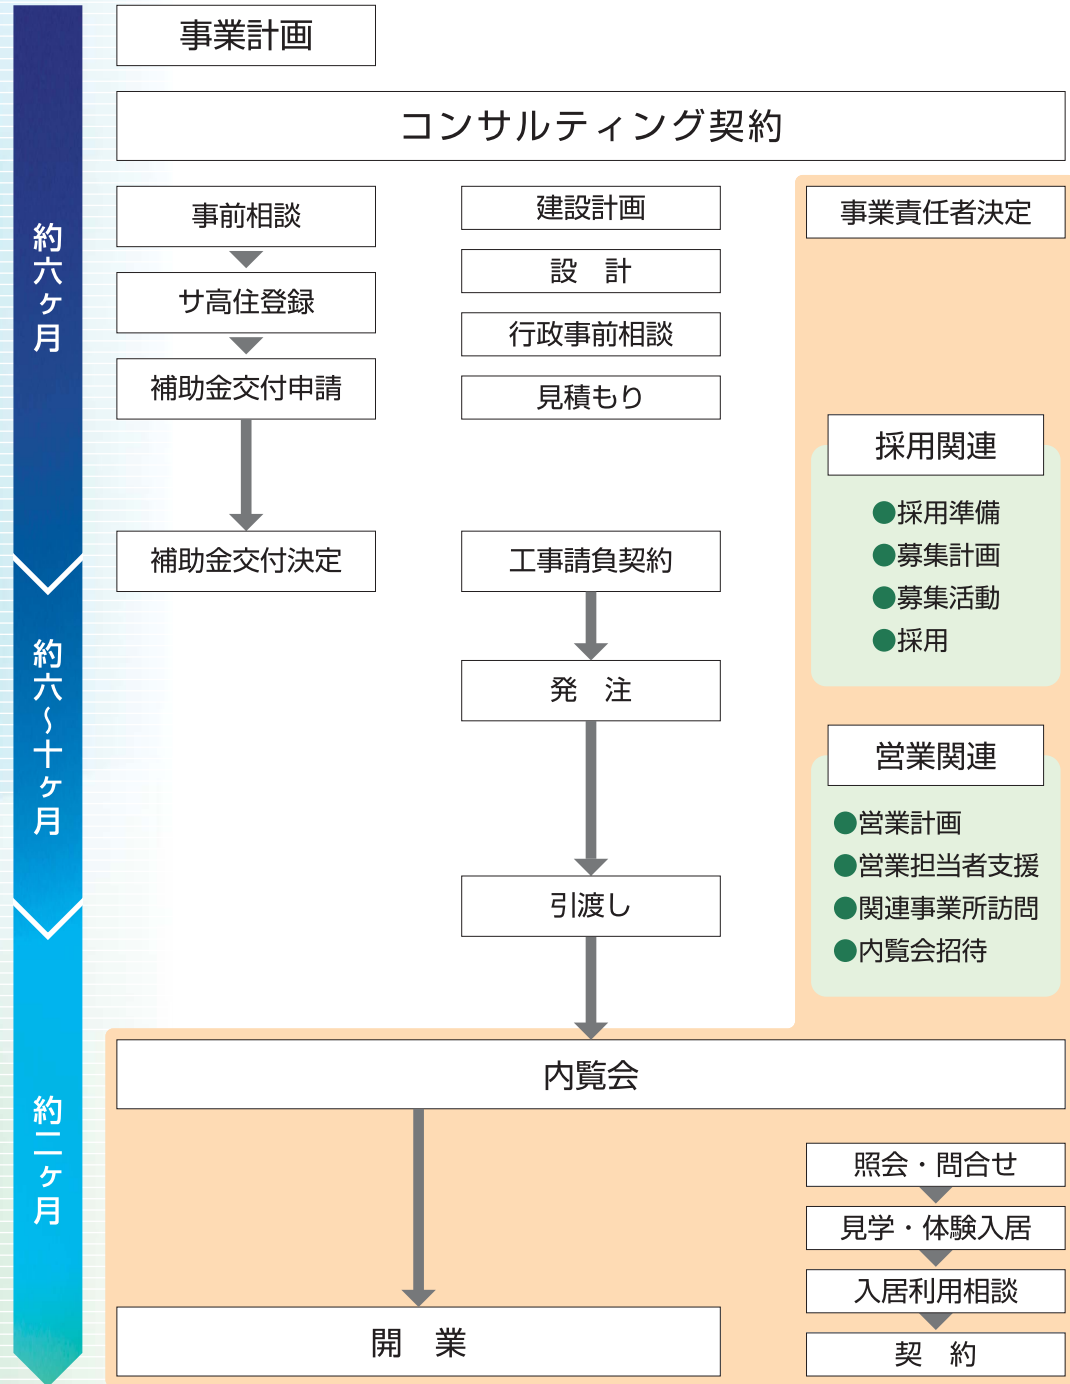 事業計画
コンサルティング契約
約六ヶ月
事前相談
サ高住登録
補助金交付申請
補助金交付決定
建設計画
設　計
行政事前相談
見積もり
工事請負契約
発　注
引渡し
事業責任者決定
採用関連
●採用準備
●募集計画
●募集活動
●採用
営業関連
●営業計画
●営業担当者支援
●関連事業所訪問
●内覧会招待
約六〜十ヶ月
約二ヶ月
内覧会
開　業
照会・問合せ
見学・体験入居
入居利用相談
契　約